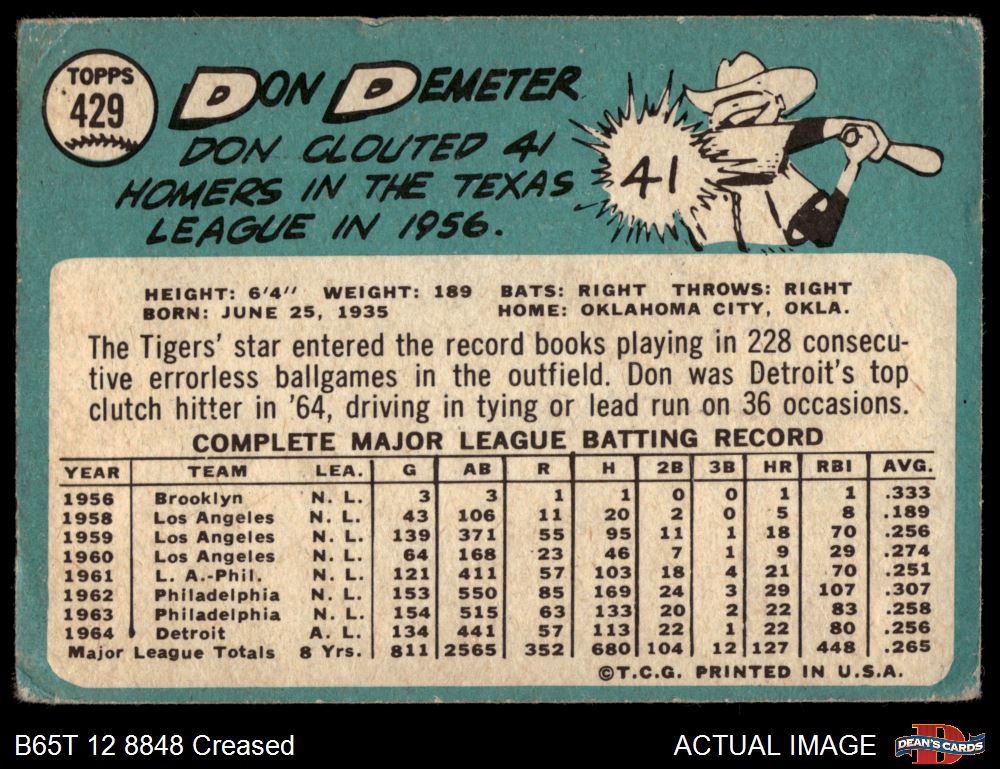 TOPPS
429
DON DEMETER
DON CLOUTED 41
HOMERS IN THE TEXAS
LEAGUE IN 1956.
41
HEIGHT: 6'4" WEIGHT: 189 BATS: RIGHT THROWS: RIGHT
BORN: JUNE 25, 1935 HOME: OKLAHOMA CITY, OKLA.
The Tigers' star entered the record books playing in 228 consecu-
tive errorless ballgames in the outfield. Don was Detroit's top
clutch hitter in '64, driving in tying or lead run on 36 occasions.
COMPLETE MAJOR LEAGUE BATTING RECORD
YEAR TEAM LEA. G AB R H 2B 3B HR RBI AVG.
1956 Brooklyn N. L. 3 3 1 1 0 0 1 1 .333
1958 Los Angeles N. L. 43 106 11 20 2 0 5 8 .189
1959 Los Angeles N. L. 139 371 55 95 11 1 18 70 .256
1960 Los Angeles N. L. 64 168 23 46 7 1 9 29 .274
1961 L. A.-Phil. N. L. 121 411 57 103 18 4 21 70 .251
1962 Philadelphia N. L. 153 550 85 169 24 3 29 107 .307
1963 Philadelphia N. L. 154 515 63 133 20 2 22 83 .258
1964 Detroit A. L. 134 441 57 113 22 1 22 80 .256
Major League Totals 8 Yrs. 811 2565 352 680 104 12 127 448 .265
©T.C.G. PRINTED IN U.S.A.
B65T 12 8848 Creased
ACTUAL IMAGE
DEAN'S CARDS